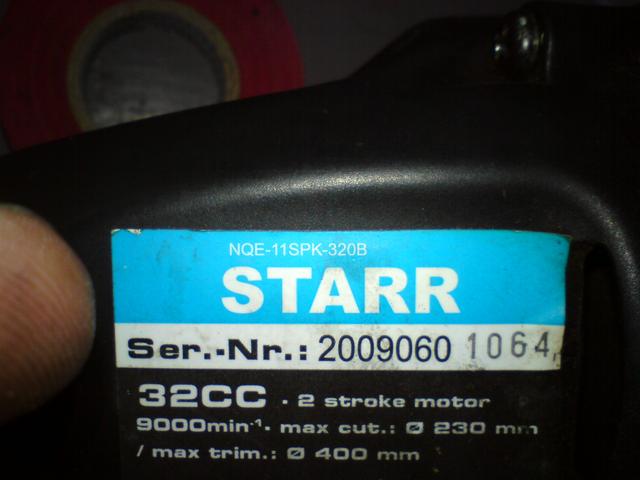 NQE-11SPK-320B
STARR
Ser.-Nr.: 2009060 1064
32CC - 2 stroke motor
9000min⁻¹- max cut.: Ø 230 mm
/ max trim.: Ø 400 mm